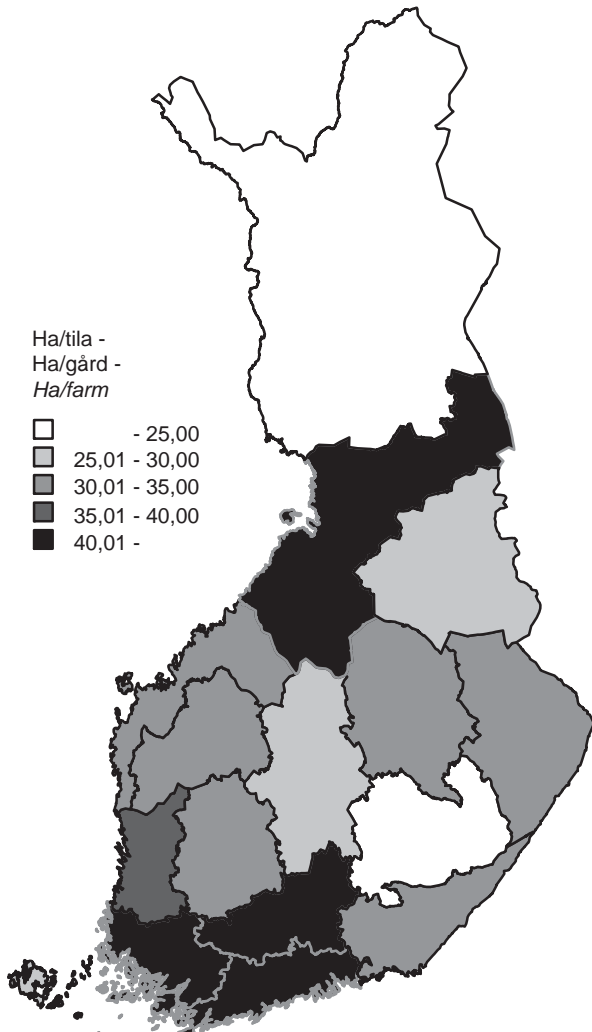 Ha/tila -
Ha/gård -
Ha/farm
- 25,00
25,01 - 30,00
30,01 - 35,00
35,01 - 40,00
40,01 -